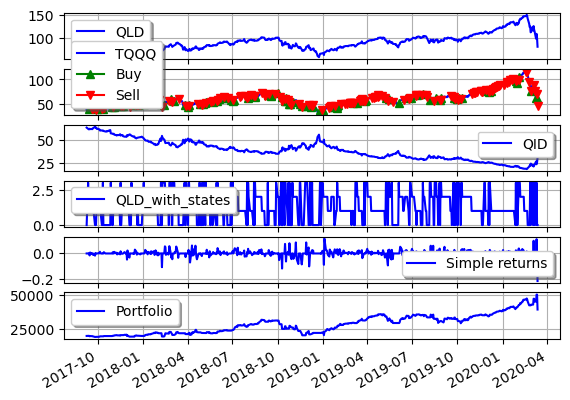 150
100
QLD
TQQQ
100
50
Buy
Sell
50
25
QID
2.5
0.0
QLD_with_states
0.0
−0.2
Simple returns
50000
25000
Portfolio
2017-10
2018-01
2018-04
2018-07
2018-10
2019-01
2019-04
2019-07
2019-10
2020-01
2020-04